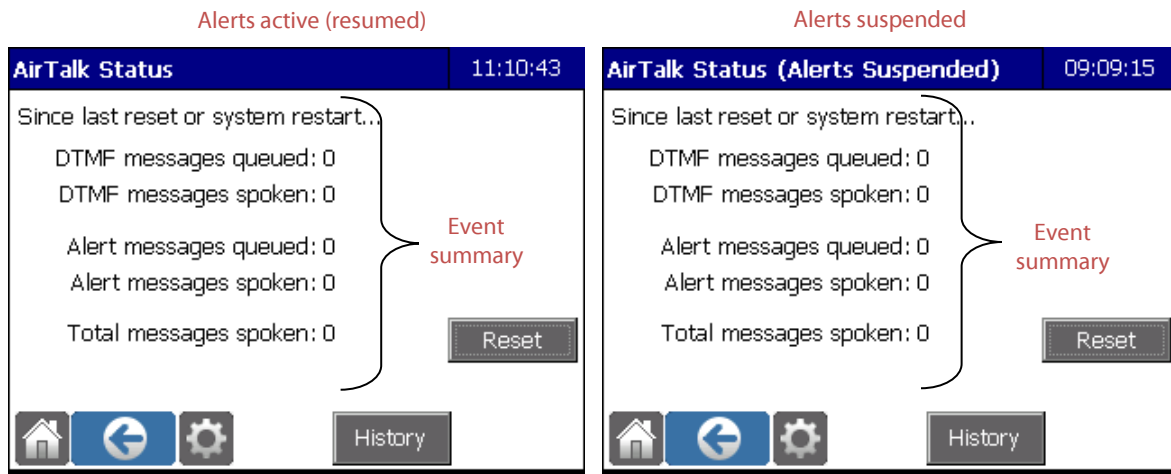 Alerts active (resumed)
AirTalk Status
11:10:43
Since last reset or system restart...
DTMF messages queued: 0
DTMF messages spoken: 0
Alert messages queued: 0
Alert messages spoken: 0
Total messages spoken: 0
Event
summary
Reset
History
Alerts suspended
AirTalk Status (Alerts Suspended)
09:09:15
Since last reset or system restart...
DTMF messages queued: 0
DTMF messages spoken: 0
Alert messages queued: 0
Alert messages spoken: 0
Total messages spoken: 0
Event
summary
Reset
History